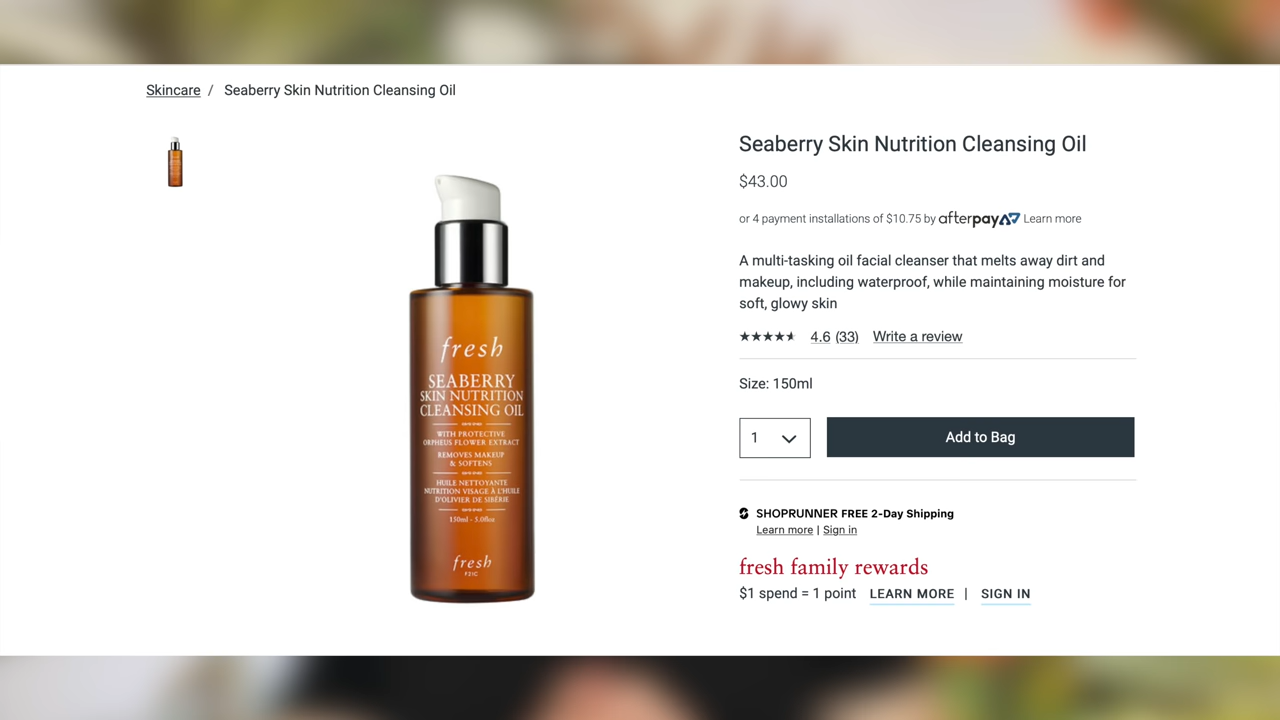 Skincare / Seaberry Skin Nutrition Cleansing Oil
fresh
SEABERRY
SKIN NUTRITION
CLEANSING OIL
WITH PROTECTIVE
ORPHEUS FLOWER EXTRACT
REMOVES MAKEUP
& SOFTENS
HUILE NETTOYANTE
NUTRITION VISAGE À L'HUILE
D'OLIVIER DE SIBÉRIE
150ml - 5.0floz
fresh
F21C
Seaberry Skin Nutrition Cleansing Oil
$43.00
or 4 payment installations of $10.75 by afterpay Learn more
A multi-tasking oil facial cleanser that melts away dirt and
makeup, including waterproof, while maintaining moisture for
soft, glowy skin
4.6 (33) Write a review
Size: 150ml
1
Add to Bag
SHOPRUNNER FREE 2-Day Shipping
Learn more | Sign in
fresh family rewards
$1 spend = 1 point LEARN MORE | SIGN IN